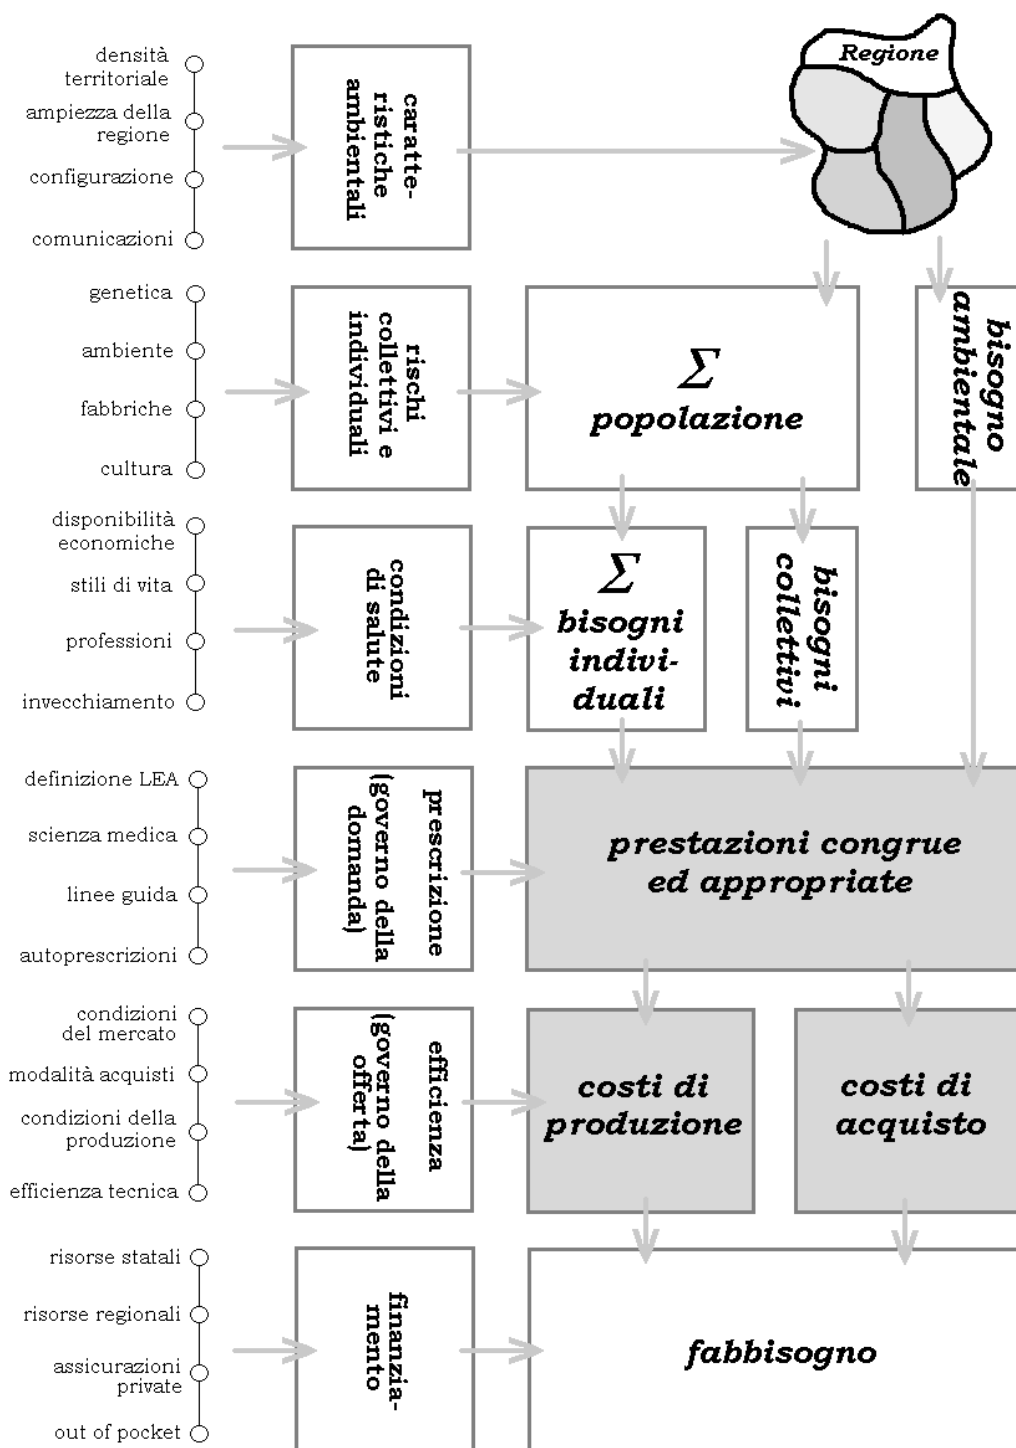 densità
territoriale
ampiezza della
regione
configurazione
comunicazioni
caratte-
ristiche
ambientali
Regione
genetica
ambiente
fabbriche
cultura
rischi
collettivi e
individuali
Σ
popolazione
bisogno
ambientale
disponibilità
economiche
stili di vita
professioni
invecchiamento
condizioni
di salute
Σ
bisogni
indivi-
duali
bisogni
collettivi
definizione LEA
scienza medica
linee guida
autoprescrizioni
prescrizione
(governo della
domanda)
prestazioni congrue
ed appropriate
condizioni
del mercato
modalità acquisti
condizioni della
produzione
efficienza tecnica
efficienza
(governo della
offerta)
costi di
produzione
costi di
acquisto
risorse statali
risorse regionali
assicurazioni
private
out of pocket
finanzia-
mento
fabbisogno